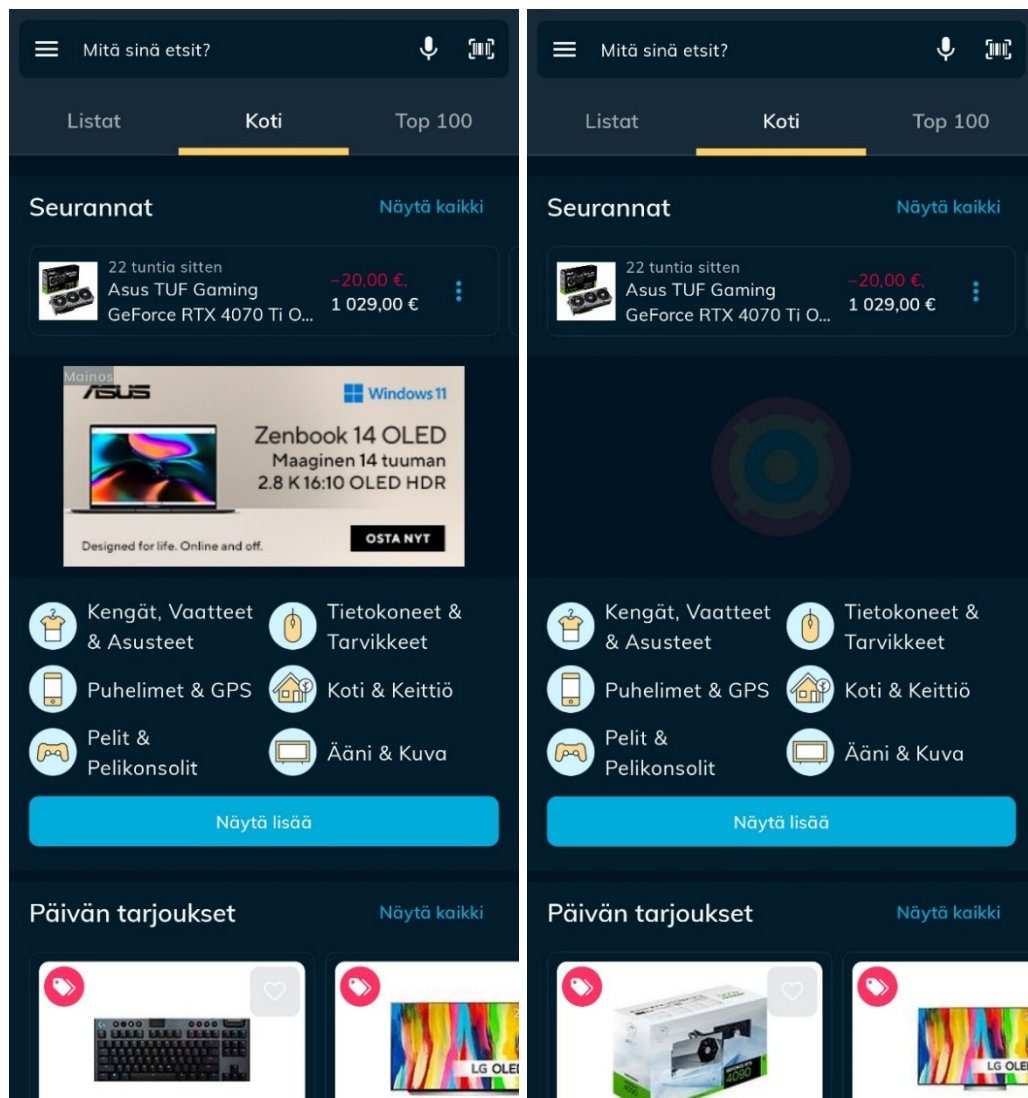 Mitä sinä etsit?
Listat Koti Top 100
Seurannat Näytä kaikki
22 tuntia sitten
Asus TUF Gaming
GeForce RTX 4070 Ti O...
−20,00 €,
1 029,00 €
Mainos
ASUS
Windows 11
Zenbook 14 OLED
Maaginen 14 tuuman
2.8 K 16:10 OLED HDR
Designed for life. Online and off.
OSTA NYT
Kengät, Vaatteet
& Asusteet
Tietokoneet &
Tarvikkeet
Puhelimet & GPS
Koti & Keittiö
Pelit &
Pelikonsolit
Ääni & Kuva
Näytä lisää
Päivän tarjoukset Näytä kaikki
LG OLE
Mitä sinä etsit?
Listat Koti Top 100
Seurannat Näytä kaikki
22 tuntia sitten
Asus TUF Gaming
GeForce RTX 4070 Ti O...
−20,00 €,
1 029,00 €
Kengät, Vaatteet
& Asusteet
Tietokoneet &
Tarvikkeet
Puhelimet & GPS
Koti & Keittiö
Pelit &
Pelikonsolit
Ääni & Kuva
Näytä lisää
Päivän tarjoukset Näytä kaikki
4090
LG OLE